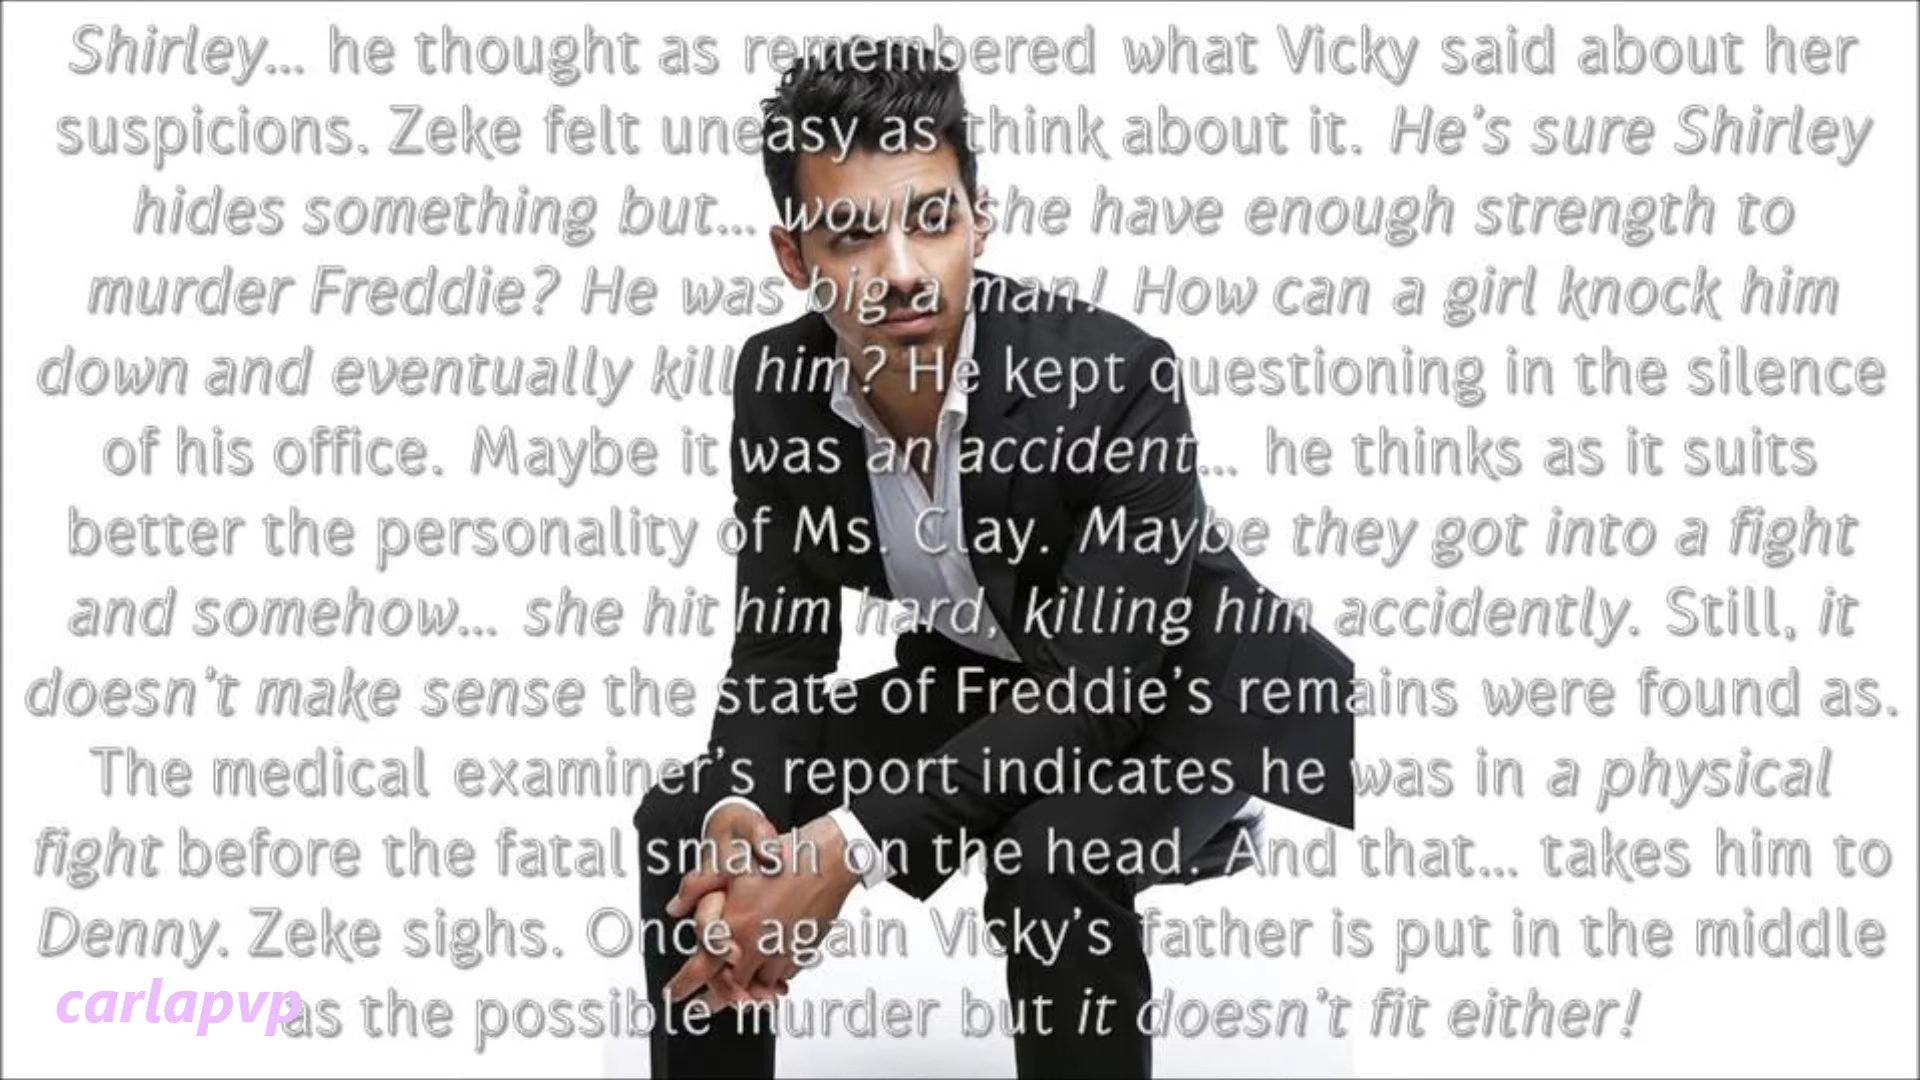 Shirley... he thought as remembered what Vicky said about her
suspicions. Zeke felt uneasy as think about it. He's sure Shirley
hides something but... would she have enough strength to
murder Freddie? He was big a man! How can a girl knock him
down and eventually kill him? He kept questioning in the silence
of his office. Maybe it was an accident... he thinks as it suits
better the personality of Ms. Clay. Maybe they got into a fight
and somehow... she hit him hard, killing him accidently. Still, it
doesn't make sense the state of Freddie's remains were found as.
The medical examiner's report indicates he was in a physical
fight before the fatal smash on the head. And that... takes him to
Denny. Zeke sighs. Once again Vicky's father is put in the middle
as the possible murder but it doesn't fit either!
carlapvp